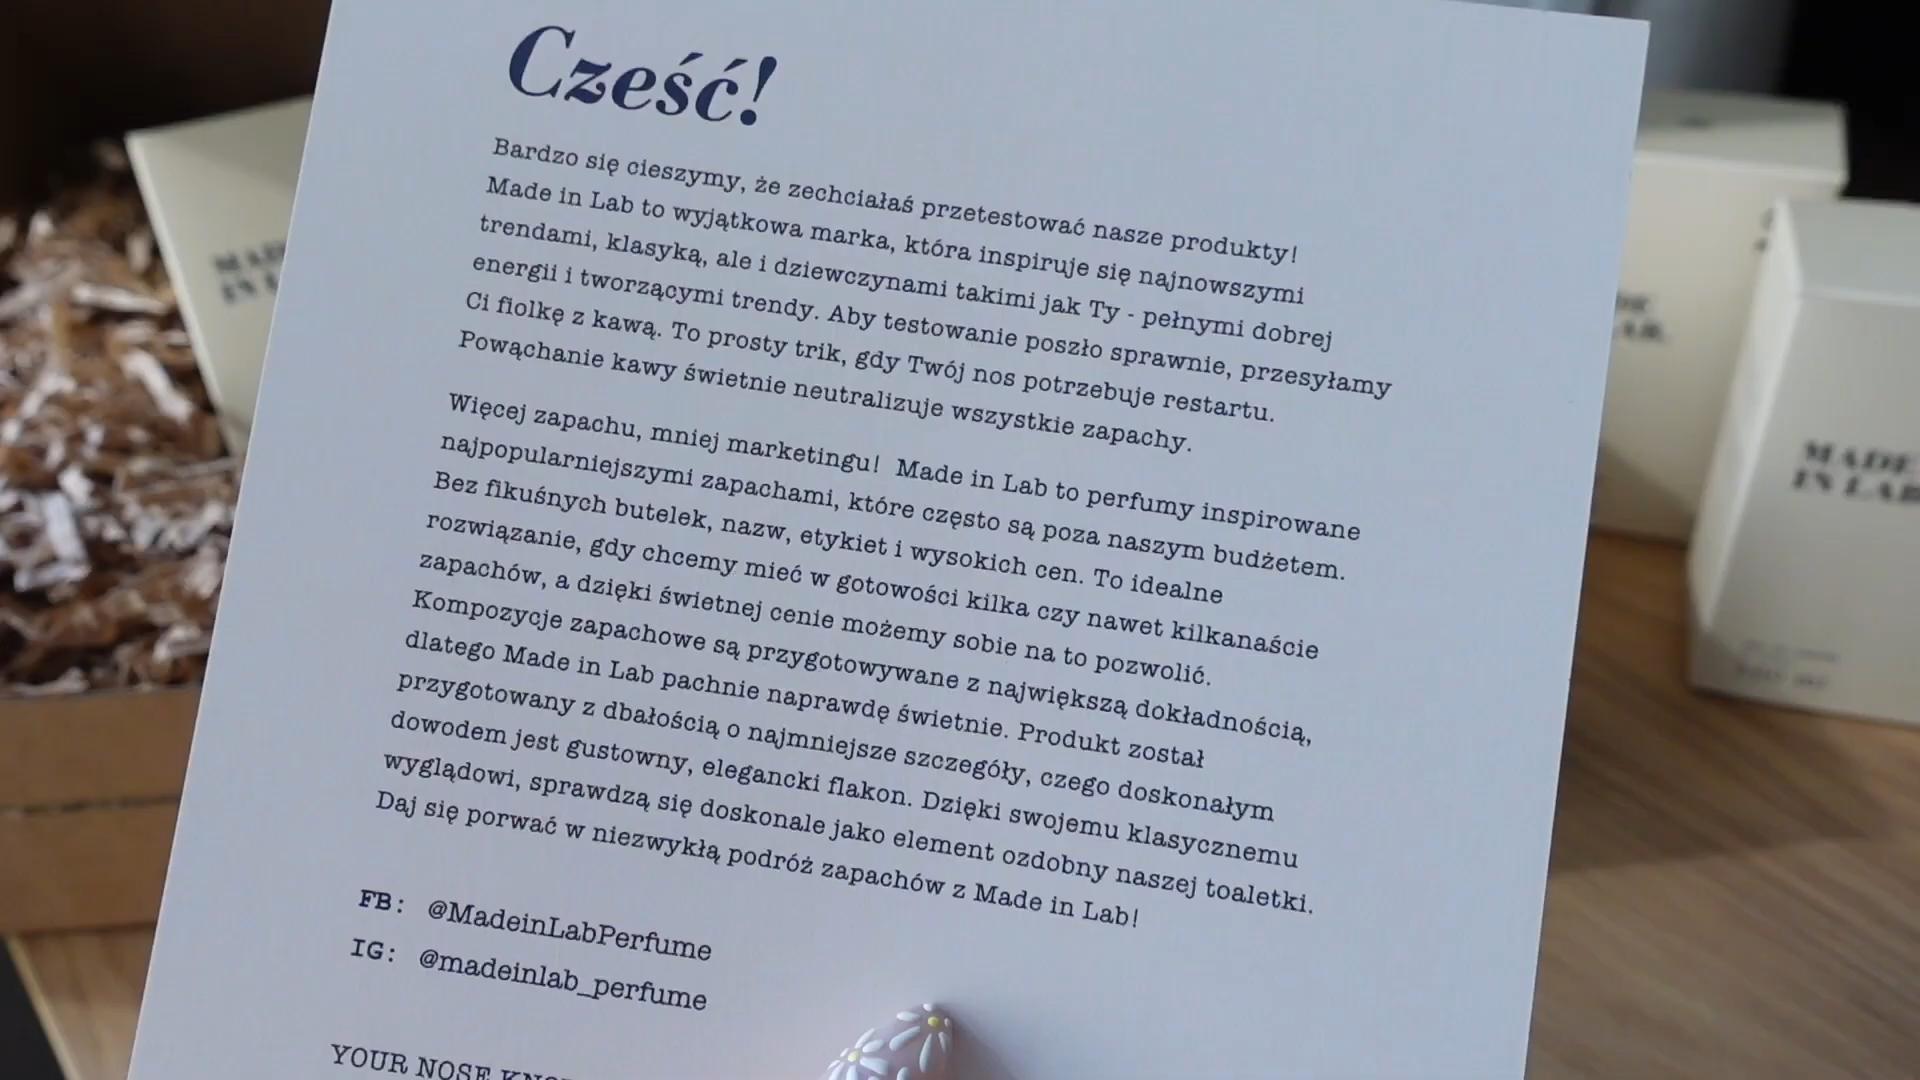 Cześć!
Bardzo się cieszymy, że zechciałaś przetestować nasze produkty!
Made in Lab to wyjątkowa marka, która inspiruje się najnowszymi
trendami, klasyką, ale i dziewczynami takimi jak Ty - pełnymi dobrej
energii i tworzącymi trendy. Aby testowanie poszło sprawnie, przesyłamy
Ci fiolkę z kawą. To prosty trik, gdy Twój nos potrzebuje restartu.
Powąchanie kawy świetnie neutralizuje wszystkie zapachy.
Więcej zapachu, mniej marketingu! Made in Lab to perfumy inspirowane
najpopularniejszymi zapachami, które często są poza naszym budżetem.
Bez fikuśnych butelek, nazw, etykiet i wysokich cen. To idealne
rozwiązanie, gdy chcemy mieć w gotowości kilka czy nawet kilkanaście
zapachów, a dzięki świetnej cenie możemy sobie na to pozwolić.
Kompozycje zapachowe są przygotowywane z największą dokładnością,
dlatego Made in Lab pachnie naprawdę świetnie. Produkt został
przygotowany z dbałością o najmniejsze szczegóły, czego doskonałym
dowodem jest gustowny, elegancki flakon. Dzięki swojemu klasycznemu
wyglądowi, sprawdzą się doskonale jako element ozdobny naszej toaletki.
Daj się porwać w niezwykłą podróż zapachów z Made in Lab!
FB: @MadeinLabPerfume
IG: @madeinlab_perfume
YOUR NOSE
MADE
IN LAB